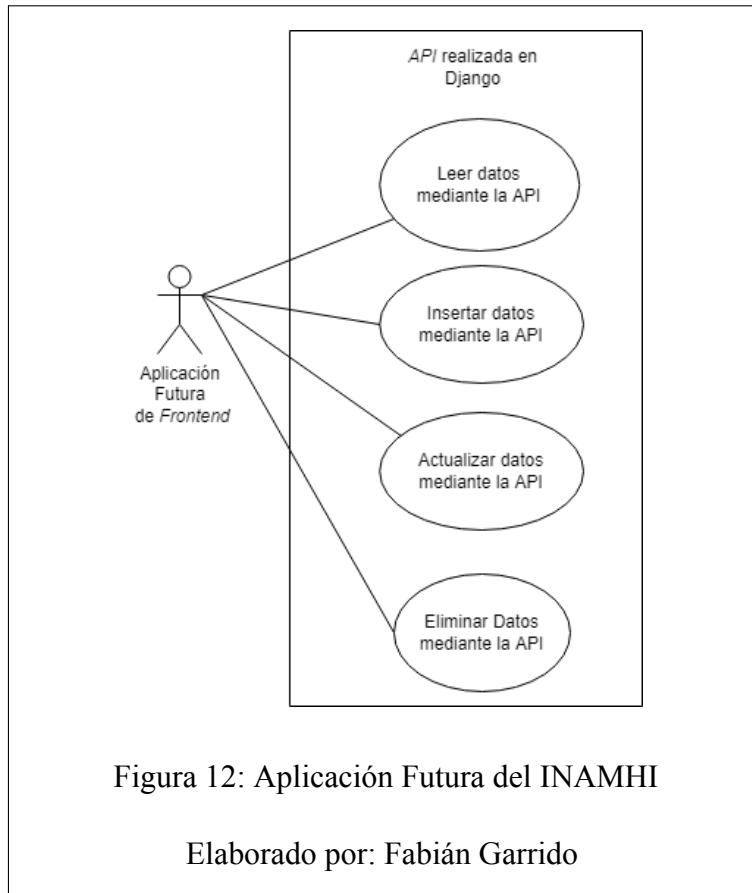 API realizada en
Django
Leer datos
mediante la API
Insertar datos
mediante la API
Aplicación
Futura
de Frontend
Actualizar datos
mediante la API
Eliminar Datos
mediante la API
Figura 12: Aplicación Futura del INAMHI
Elaborado por: Fabián Garrido